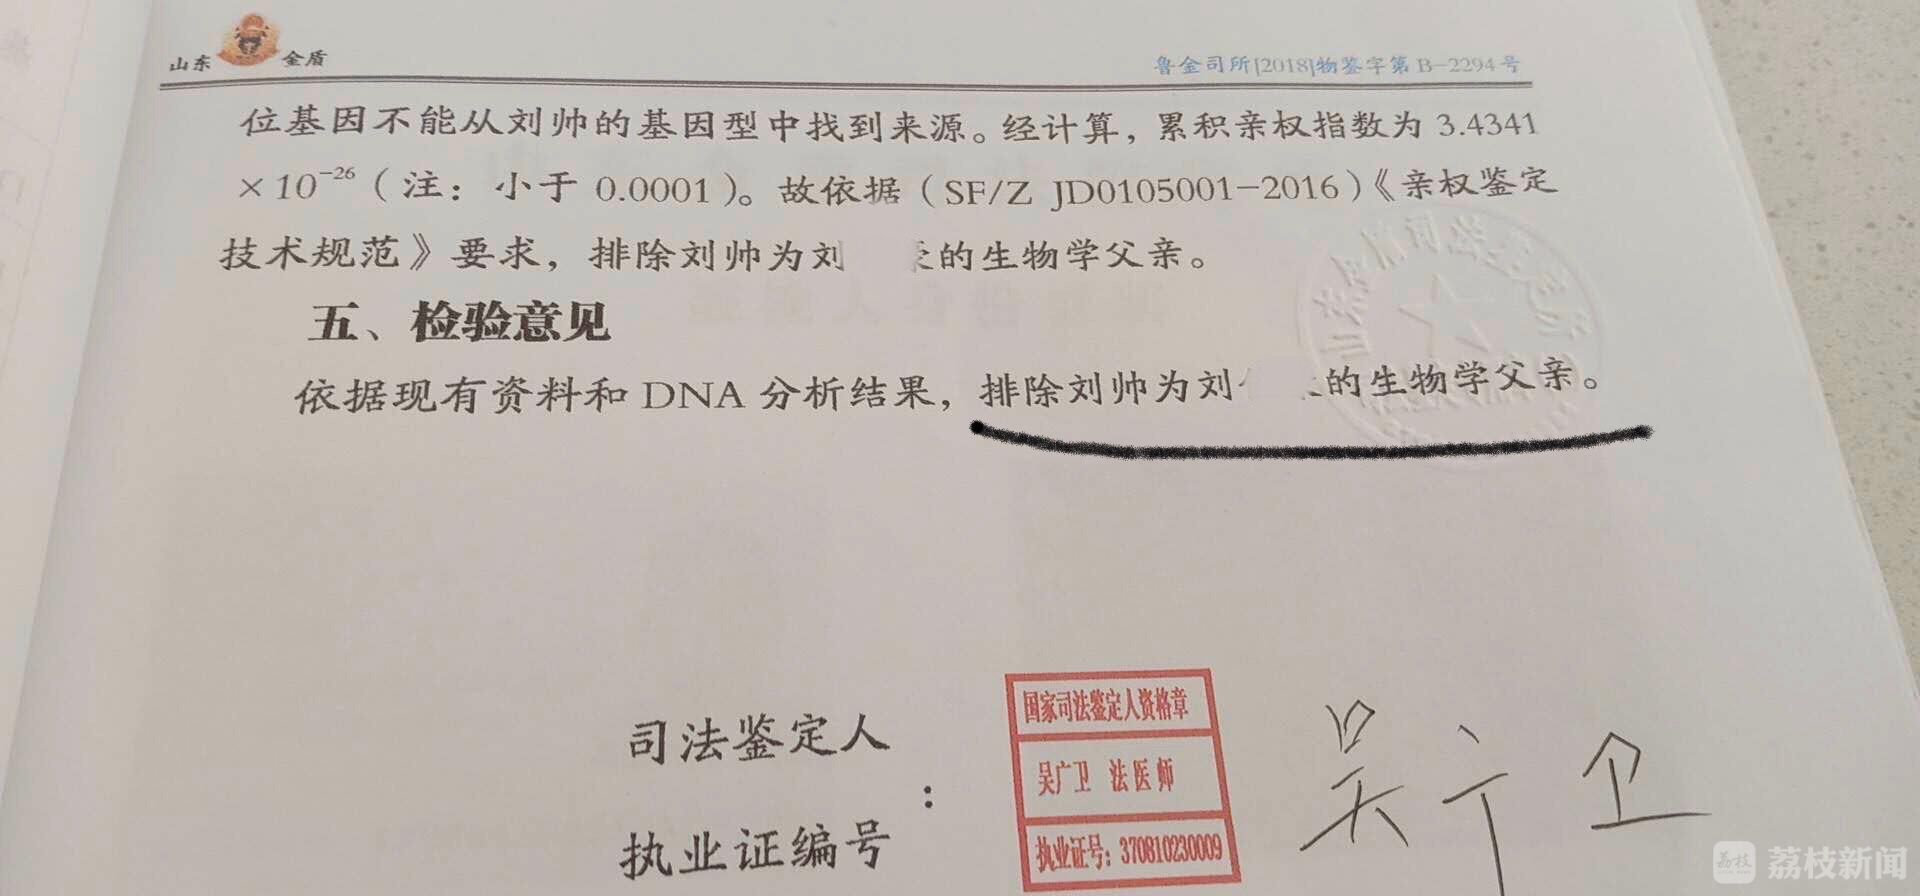 山东 金盾
鲁金司所[2018]物鉴字第 B-2294 号
位基因不能从刘帅的基因型中找到来源。经计算，累积亲权指数为 3.4341
×10⁻²⁶（注：小于 0.0001）。故依据（SF/Z JD0105001-2016）《亲权鉴定
技术规范》要求，排除刘帅为刘 的生物学父亲。
五、检验意见
依据现有资料和 DNA 分析结果，排除刘帅为刘 的生物学父亲。
司法鉴定人
执业证编号
：
国家司法鉴定人资格章
吴广卫 法医师
执业证号：370810230009
吴广卫
荔枝 荔枝新闻